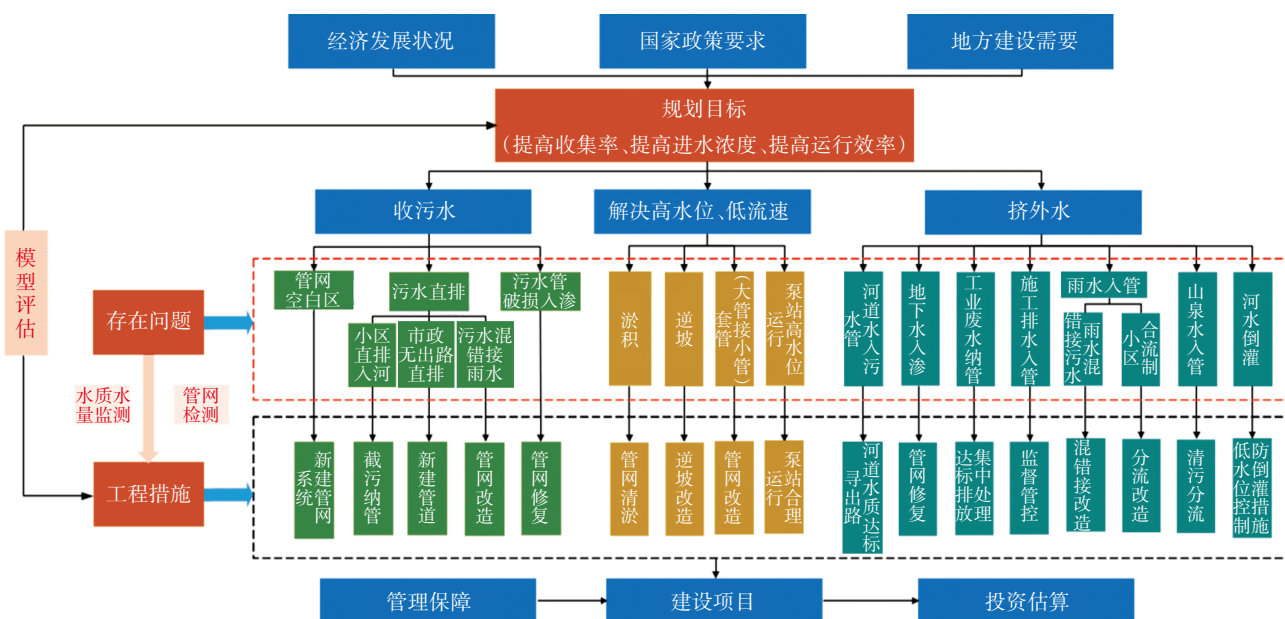 经济发展状况
国家政策要求
地方建设需要
规划目标
（提高收集率、提高进水浓度、提高运行效率）
收污水
解决高水位、低流速
挤外水
模型评估
存在问题
水质水
量监测
管网
检测
工程措施
管网
空白区
污水直排
污水管
破损入渗
小区
直排
入河
市政
无出路
直排
污水混
错接
雨水
淤积
逆坡
（大管接小管）
套管
泵站高水位
运行
河道水入污
水管
地下水入渗
工业废水纳管
施工排水入管
雨水入管
雨水混
错接污水
合流制
小区
山泉水入管
河水倒灌
新建管网
系统
截污纳管
新建管道
管网改造
管网修复
管网清淤
逆坡改造
管网改造
泵站合理
运行
河道水质达标
寻出路
管网修复
集中处理
达标排放
监督管控
混错接改造
分流改造
清污分流
防倒灌措施
低水位控制
管理保障
建设项目
投资估算